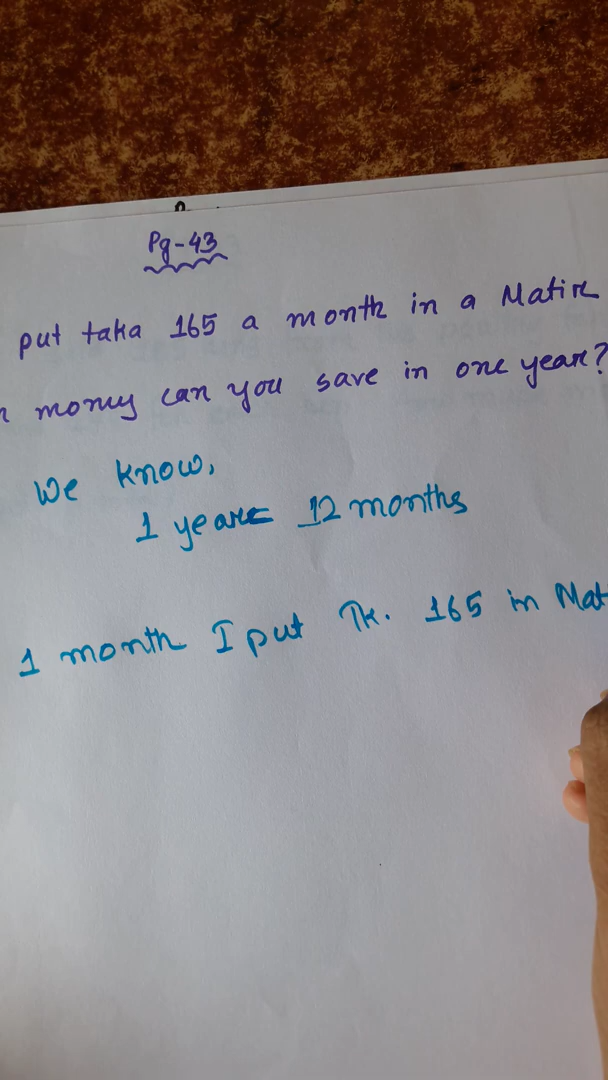 Pg-43
put taka 165 a month in a Matir
money can you save in one year?
We know,
1 year = 12 months
1 month I put Tk. 165 in Mat